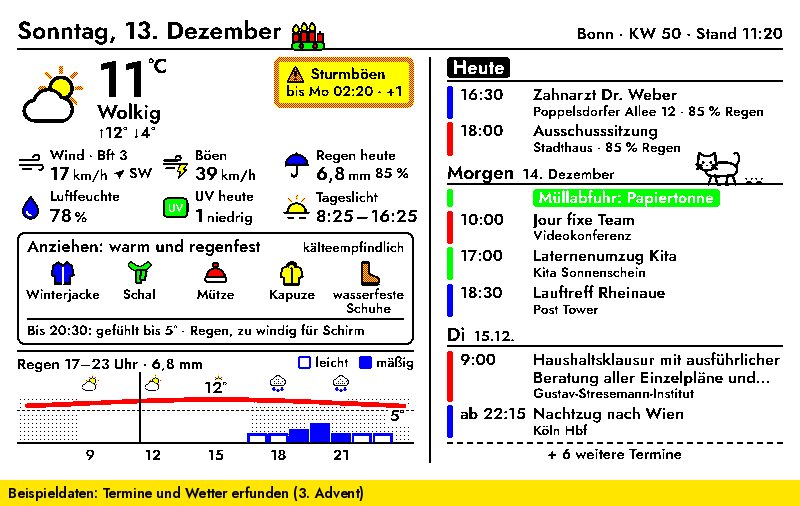 Sonntag, 13. Dezember
Bonn · KW 50 · Stand 11:20
11°C
Wolkig
↑12° ↓4°
Sturmböen
bis Mo 02:20 · +1
Wind · Bft 3
17 km/h SW
Böen
39 km/h
Regen heute
6,8 mm 85 %
Luftfeuchte
78 %
UV
UV heute
1 niedrig
Tageslicht
8:25–16:25
Anziehen: warm und regenfest
kälteempfindlich
Winterjacke
Schal
Mütze
Kapuze
wasserfeste
Schuhe
Bis 20:30: gefühlt bis 5° · Regen, zu windig für Schirm
Regen 17–23 Uhr · 6,8 mm
leicht
mäßig
12°
5°
9 12 15 18 21
Heute
16:30 Zahnarzt Dr. Weber
Poppelsdorfer Allee 12 · 85 % Regen
18:00 Ausschusssitzung
Stadthaus · 85 % Regen
Morgen 14. Dezember
Müllabfuhr: Papiertonne
10:00 Jour fixe Team
Videokonferenz
17:00 Laternenumzug Kita
Kita Sonnenschein
18:30 Lauftreff Rheinaue
Post Tower
Di 15.12.
9:00 Haushaltsklausur mit ausführlicher
Beratung aller Einzelpläne und...
Gustav-Stresemann-Institut
ab 22:15 Nachtzug nach Wien
Köln Hbf
+ 6 weitere Termine
Beispieldaten: Termine und Wetter erfunden (3. Advent)